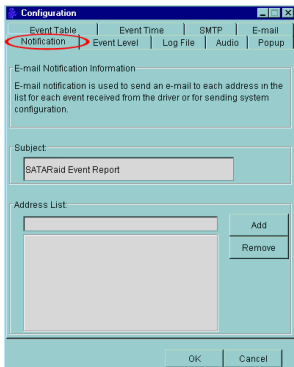 Configuration
Event Table Event Time SMTP E-mail
Notification Event Level Log File Audio Popup
E-mail Notification Information
E-mail notification is used to send an e-mail to each address in the
list for each event received from the driver or for sending system
configuration.
Subject:
SATARaid Event Report
Address List:
Add
Remove
OK Cancel